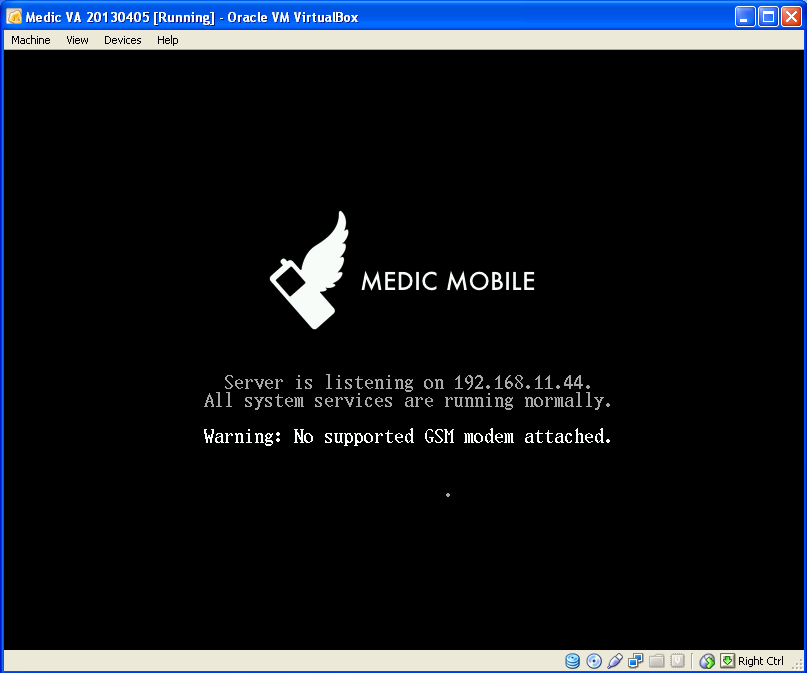 Medic VA 20130405 [Running] - Oracle VM VirtualBox
Machine View Devices Help
MEDIC MOBILE
Server is listening on 192.168.11.44.
All system services are running normally.
Warning: No supported GSM modem attached.
Right Ctrl